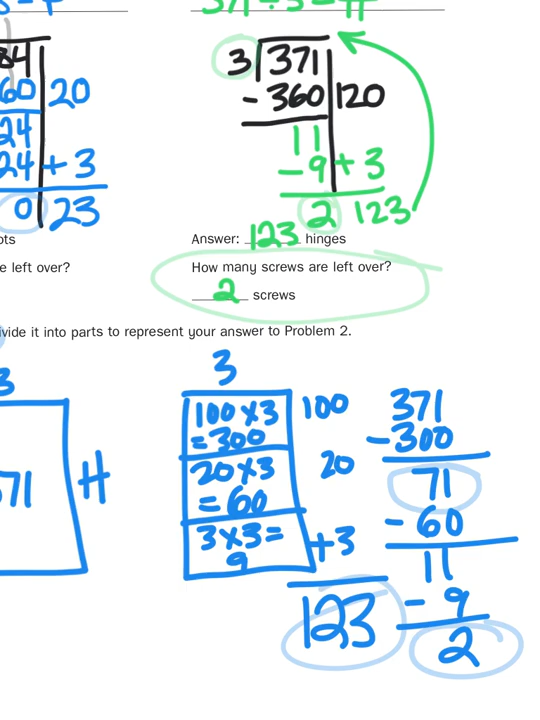 371 ÷ 3 = H
84
60 20
24
24 + 3
0 23
3 371
- 360 120
11
- 9 + 3
2 123
ots
Answer: 123 hinges
e left over?
How many screws are left over?
2 screws
vide it into parts to represent your answer to Problem 2.
3
371
- 300
71
- 60
11
- 9
2
3
100 × 3
= 300
20 × 3
= 60
3 × 3 =
9
100
20
+ 3
123
71 H